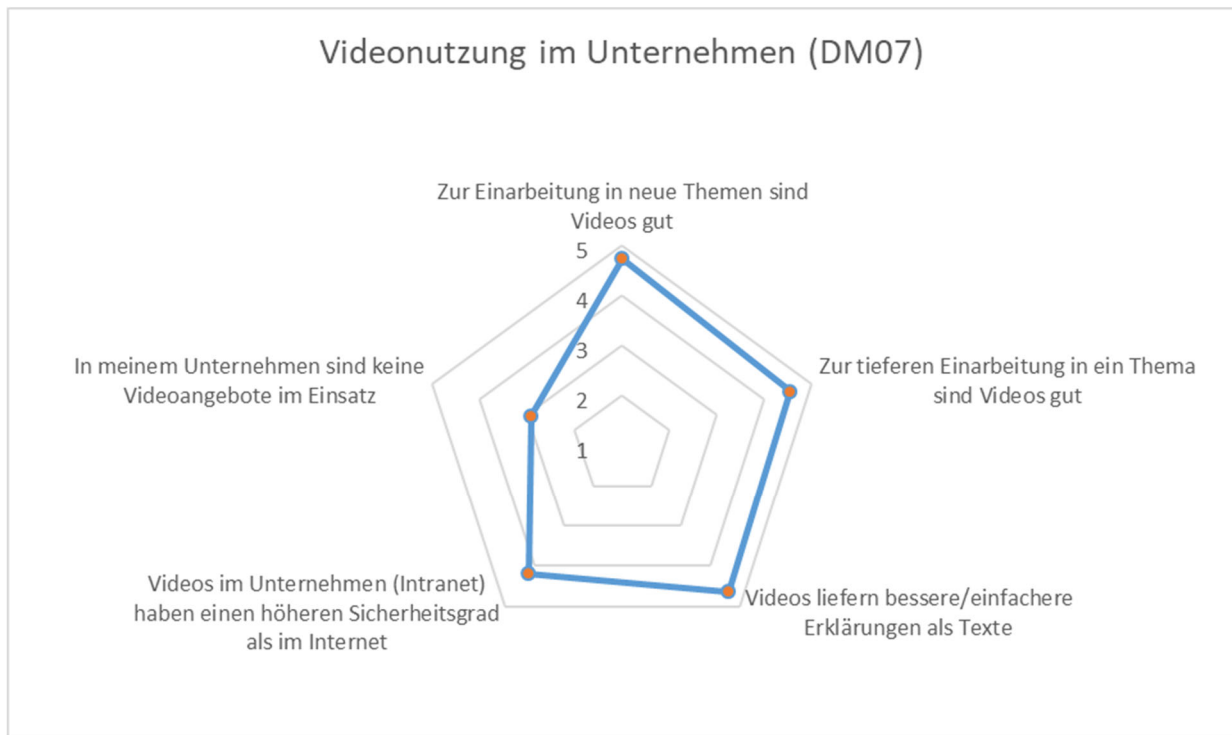 Videonutzung im Unternehmen (DM07)
Zur Einarbeitung in neue Themen sind
Videos gut
5
4
3
2
1
In meinem Unternehmen sind keine
Videoangebote im Einsatz
Zur tieferen Einarbeitung in ein Thema
sind Videos gut
Videos im Unternehmen (Intranet)
haben einen höheren Sicherheitsgrad
als im Internet
Videos liefern bessere/einfachere
Erklärungen als Texte